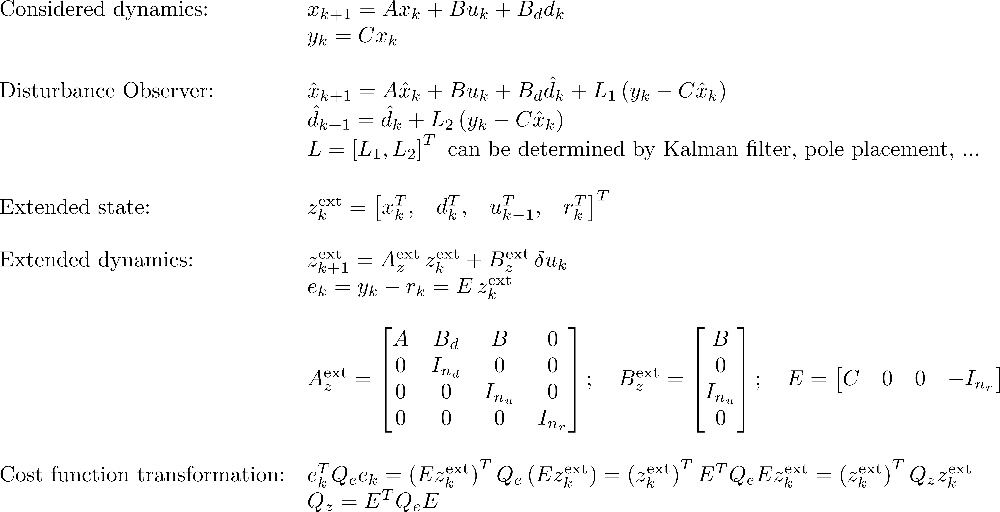 Considered dynamics: $x_{k+1} = Ax_k + Bu_k + B_d d_k$
$y_k = Cx_k$
Disturbance Observer: $\hat{x}_{k+1} = A\hat{x}_k + Bu_k + B_d\hat{d}_k + L_1\left(y_k - C\hat{x}_k\right)$
$\hat{d}_{k+1} = \hat{d}_k + L_2\left(y_k - C\hat{x}_k\right)$
$L = \left[L_1, L_2\right]^T$ can be determined by Kalman filter, pole placement, ...
Extended state: $z_k^{\text{ext}} = \left[x_k^T, \quad d_k^T, \quad u_{k-1}^T, \quad r_k^T\right]^T$
Extended dynamics: $z_{k+1}^{\text{ext}} = A_z^{\text{ext}} z_k^{\text{ext}} + B_z^{\text{ext}} \delta u_k$
$e_k = y_k - r_k = E z_k^{\text{ext}}$
$A_z^{\text{ext}} = \begin{bmatrix} A & B_d & B & 0 \\ 0 & I_{n_d} & 0 & 0 \\ 0 & 0 & I_{n_u} & 0 \\ 0 & 0 & 0 & I_{n_r} \end{bmatrix}; \quad B_z^{\text{ext}} = \begin{bmatrix} B \\ 0 \\ I_{n_u} \\ 0 \end{bmatrix}; \quad E = \begin{bmatrix} C & 0 & 0 & -I_{n_r} \end{bmatrix}$
Cost function transformation: $e_k^T Q_e e_k = \left(Ez_k^{\text{ext}}\right)^T Q_e \left(Ez_k^{\text{ext}}\right) = \left(z_k^{\text{ext}}\right)^T E^T Q_e E z_k^{\text{ext}} = \left(z_k^{\text{ext}}\right)^T Q_z z_k^{\text{ext}}$
$Q_z = E^T Q_e E$